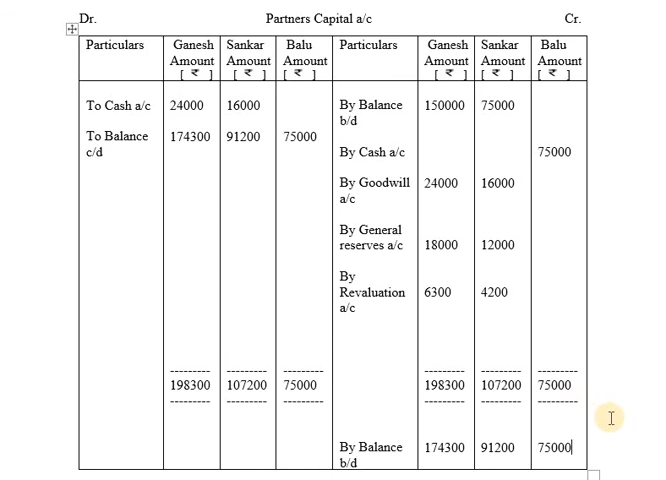 Dr. Partners Capital a/c Cr.
Particulars Ganesh Sankar Balu Particulars Ganesh Sankar Balu
Amount Amount Amount Amount Amount Amount
[ ₹ ] [ ₹ ] [ ₹ ] [ ₹ ] [ ₹ ] [ ₹ ]
To Cash a/c 24000 16000 By Balance 150000 75000
b/d
To Balance 174300 91200 75000
c/d By Cash a/c 75000
By Goodwill 24000 16000
a/c
By General
reserves a/c 18000 12000
By
Revaluation 6300 4200
a/c
--------- --------- --------- --------- --------- ---------
198300 107200 75000 198300 107200 75000
--------- --------- --------- --------- --------- ---------
By Balance 174300 91200 75000
b/d